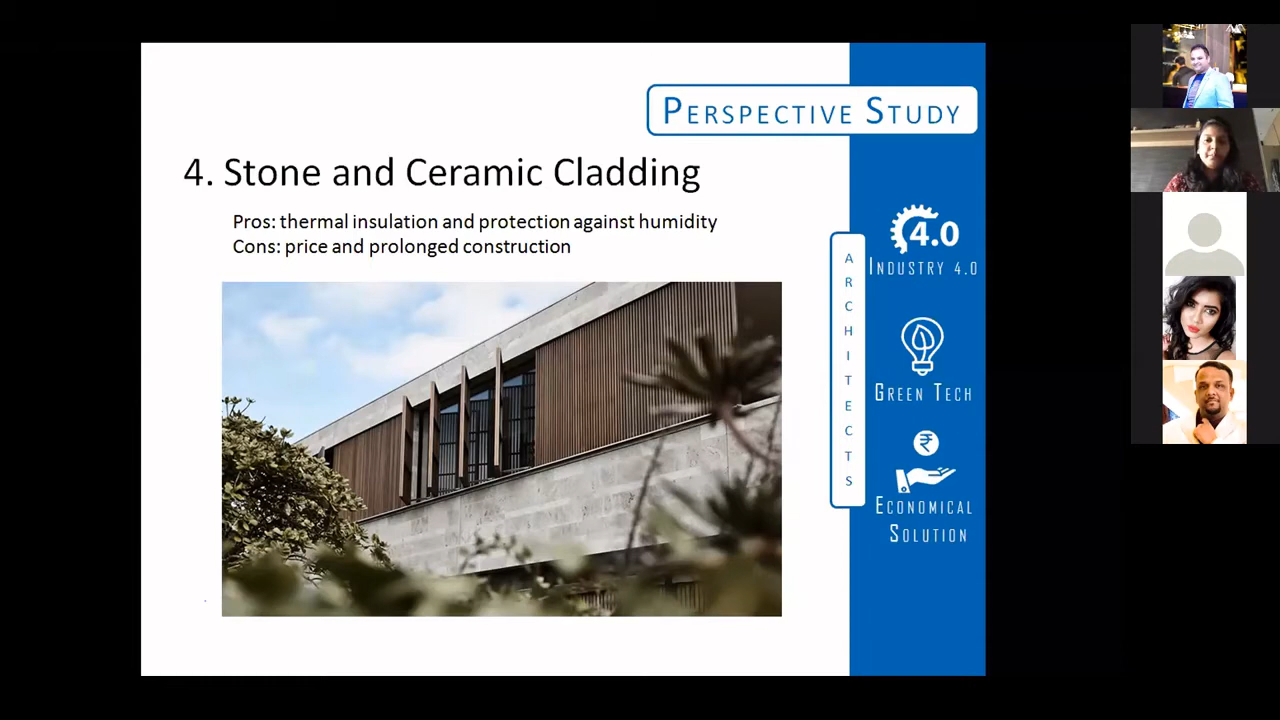 PERSPECTIVE STUDY
4. Stone and Ceramic Cladding
Pros: thermal insulation and protection against humidity
Cons: price and prolonged construction
ARCHITECTS
4.0
INDUSTRY 4.0
GREEN TECH
₹
ECONOMICAL
SOLUTION